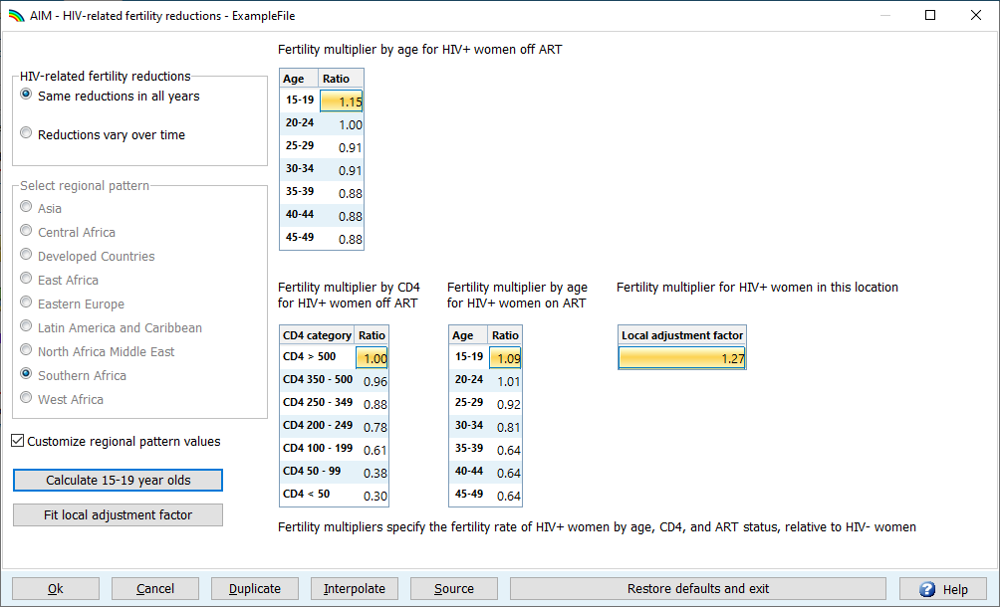 AIM - HIV-related fertility reductions - ExampleFile
HIV-related fertility reductions
Same reductions in all years
Reductions vary over time
Select regional pattern
Asia
Central Africa
Developed Countries
East Africa
Eastern Europe
Latin America and Caribbean
North Africa Middle East
Southern Africa
West Africa
Customize regional pattern values
Calculate 15-19 year olds
Fit local adjustment factor
Fertility multiplier by age for HIV+ women off ART
Age Ratio
15-19 1.15
20-24 1.00
25-29 0.91
30-34 0.91
35-39 0.88
40-44 0.88
45-49 0.88
Fertility multiplier by CD4
for HIV+ women off ART
CD4 category Ratio
CD4 > 500 1.00
CD4 350 - 500 0.96
CD4 250 - 349 0.88
CD4 200 - 249 0.78
CD4 100 - 199 0.61
CD4 50 - 99 0.38
CD4 < 50 0.30
Fertility multiplier by age
for HIV+ women on ART
Age Ratio
15-19 1.09
20-24 1.01
25-29 0.92
30-34 0.81
35-39 0.64
40-44 0.64
45-49 0.64
Fertility multiplier for HIV+ women in this location
Local adjustment factor
1.27
Fertility multipliers specify the fertility rate of HIV+ women by age, CD4, and ART status, relative to HIV- women
Ok Cancel Duplicate Interpolate Source Restore defaults and exit Help